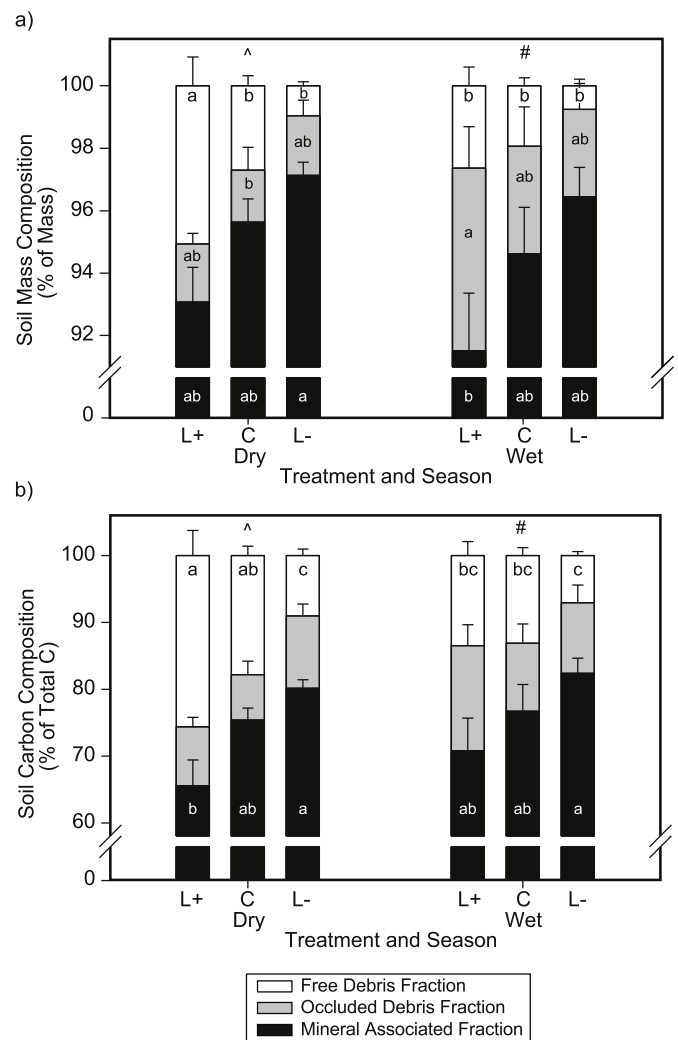 a)
^ #
100
a b b b b b
98
ab ab ab
b
96
a
94
ab
92
ab ab a b ab ab
0
L+ C L- L+ C L-
Dry Wet
Treatment and Season
Soil Mass Composition
(% of Mass)
b)
^ #
100
a ab c bc bc c
90
80
70
60
b ab a ab ab a
0
L+ C L- L+ C L-
Dry Wet
Treatment and Season
Soil Carbon Composition
(% of Total C)
Free Debris Fraction
Occluded Debris Fraction
Mineral Associated Fraction